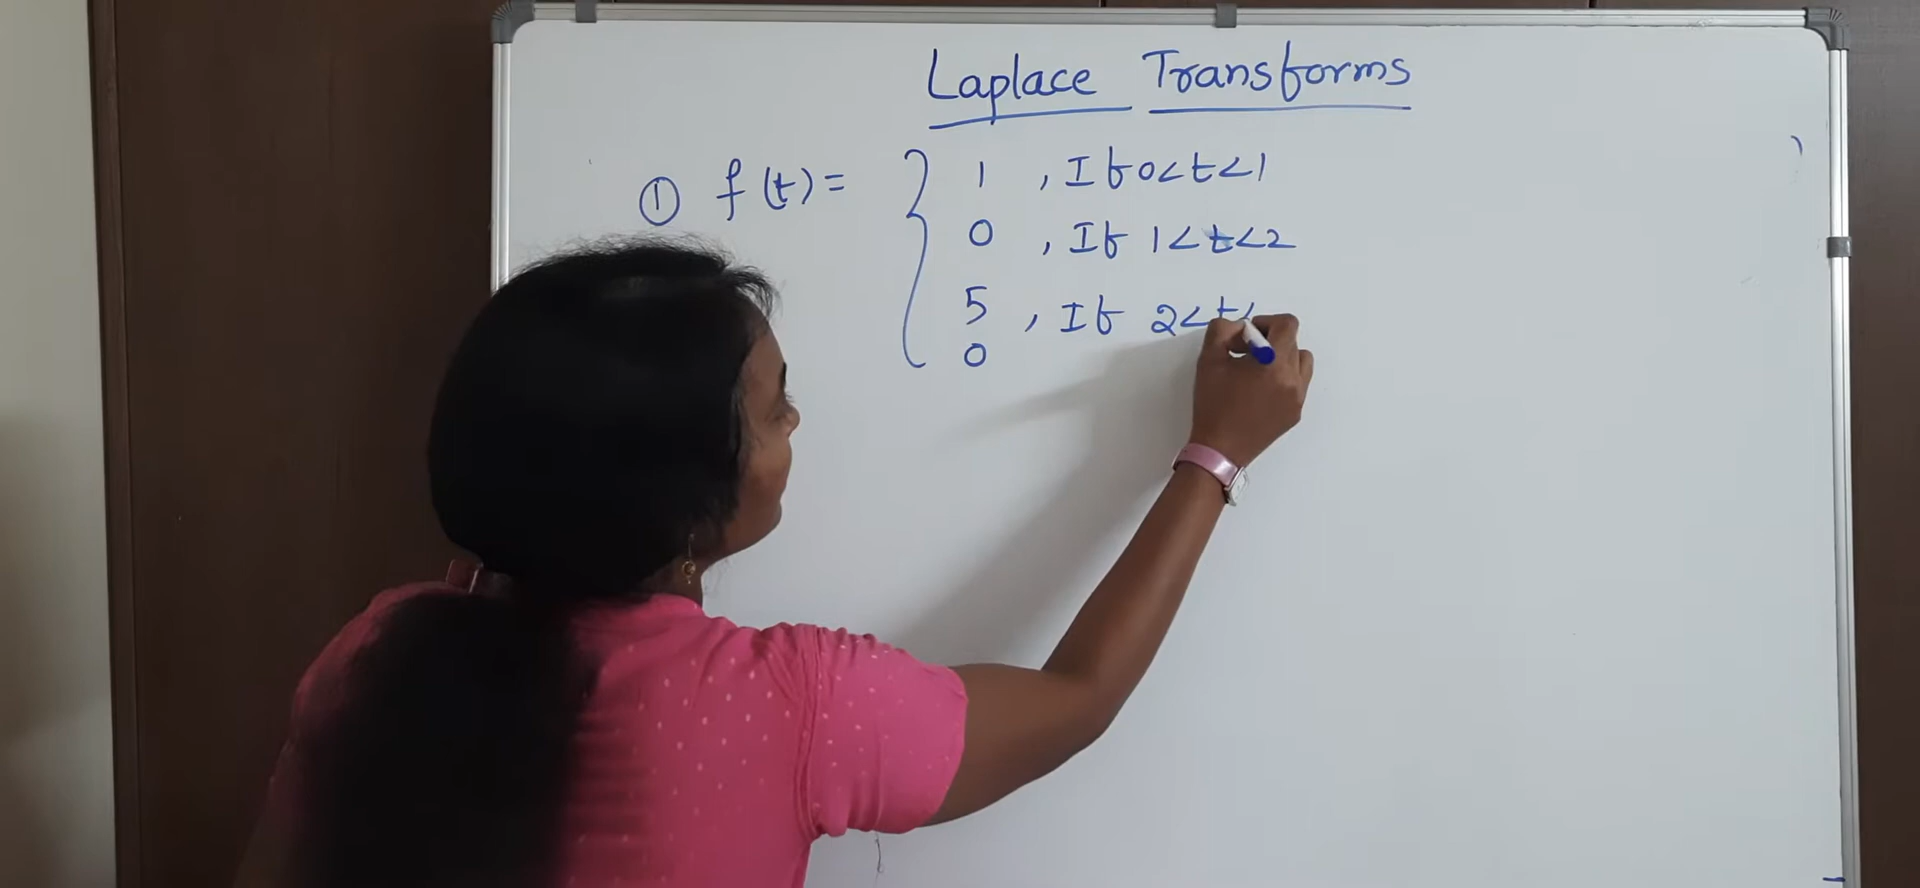 Laplace Transforms
① f(t) = { 1 , If 0<t<1
0 , If 1<t<2
5 , If 2<t<
0